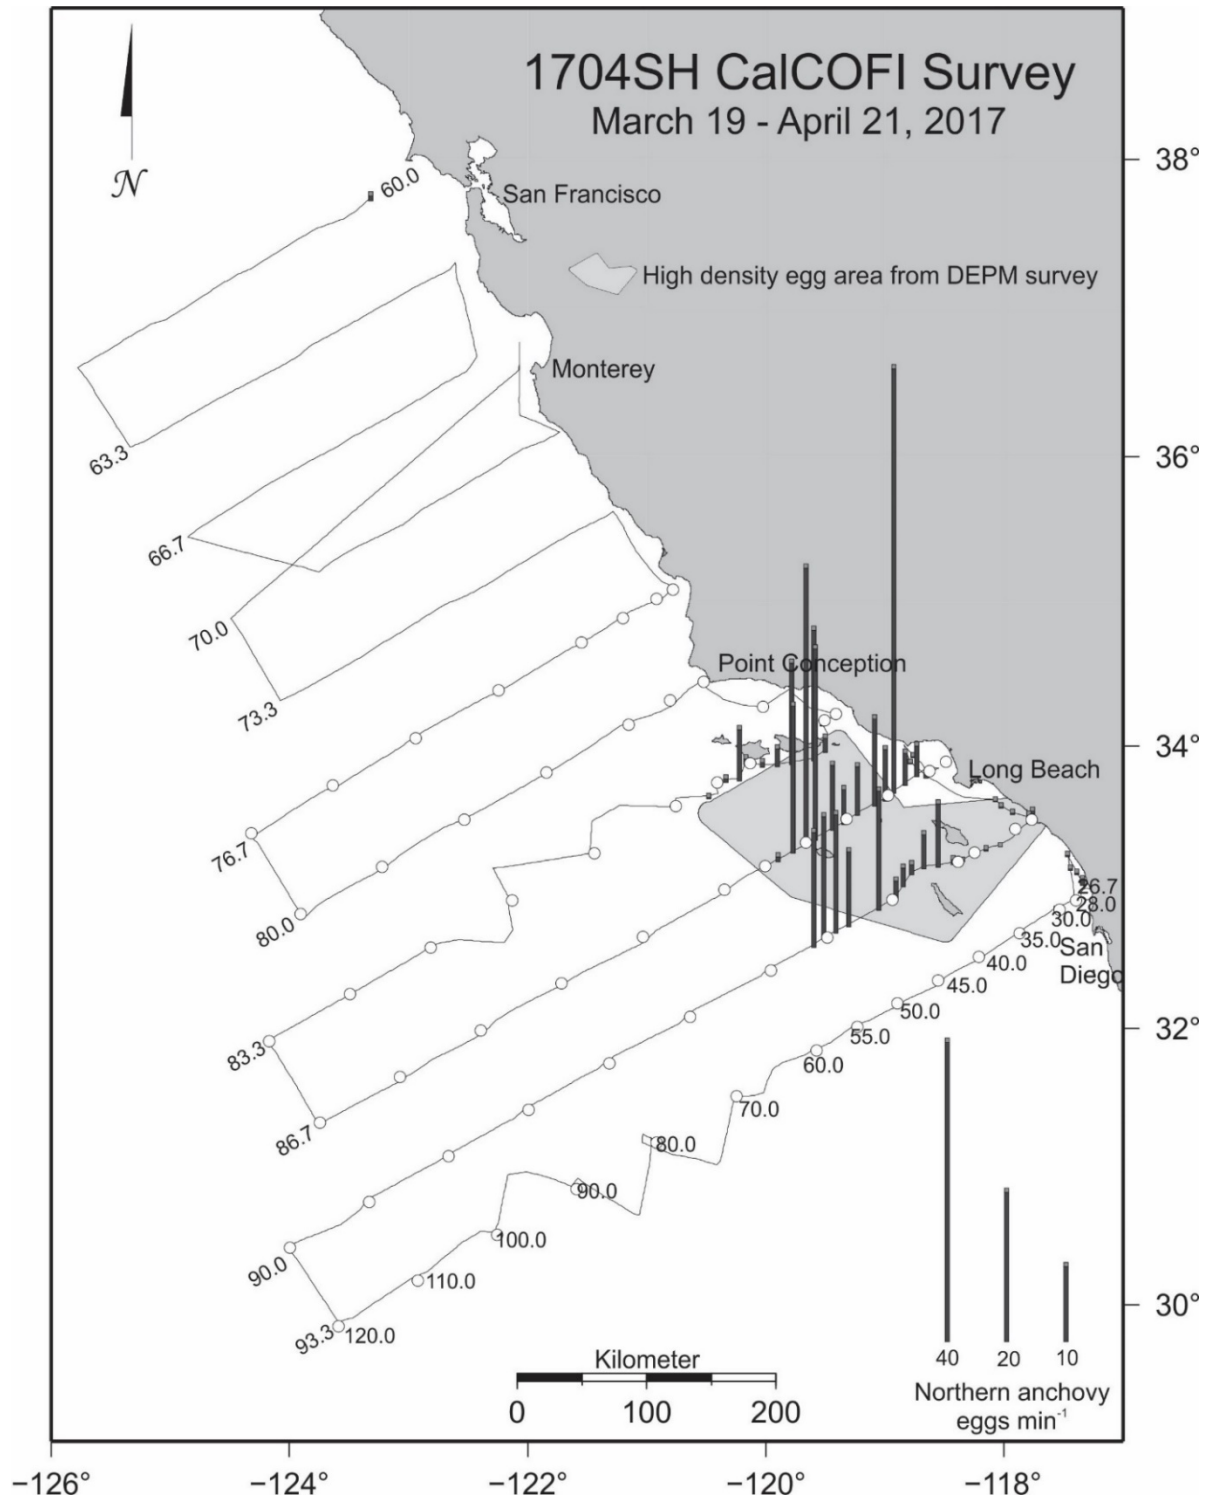 1704SH CalCOFI Survey
March 19 - April 21, 2017
N
38°
60.0
San Francisco
High density egg area from DEPM survey
Monterey
36°
63.3
66.7
70.0
Point Conception
73.3
34°
Long Beach
76.7
26.7
28.0
30.0
80.0
35.0
San
Diego
40.0
45.0
50.0
32°
55.0
83.3
60.0
70.0
86.7
80.0
90.0
100.0
90.0
110.0
30°
93.3
120.0
Kilometer
0 100 200
40 20 10
Northern anchovy
eggs min-1
−126° −124° −122° −120° −118°